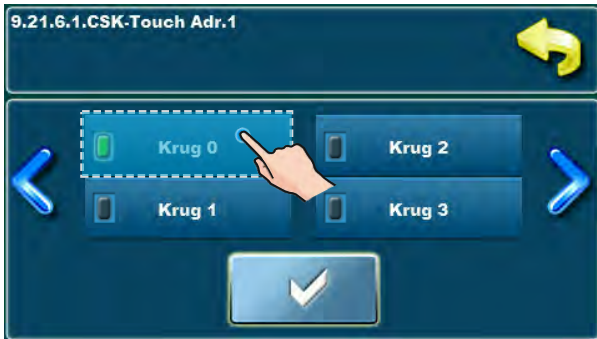 9.21.6.1.CSK-Touch Adr.1
Krug 0
Krug 2
Krug 1
Krug 3